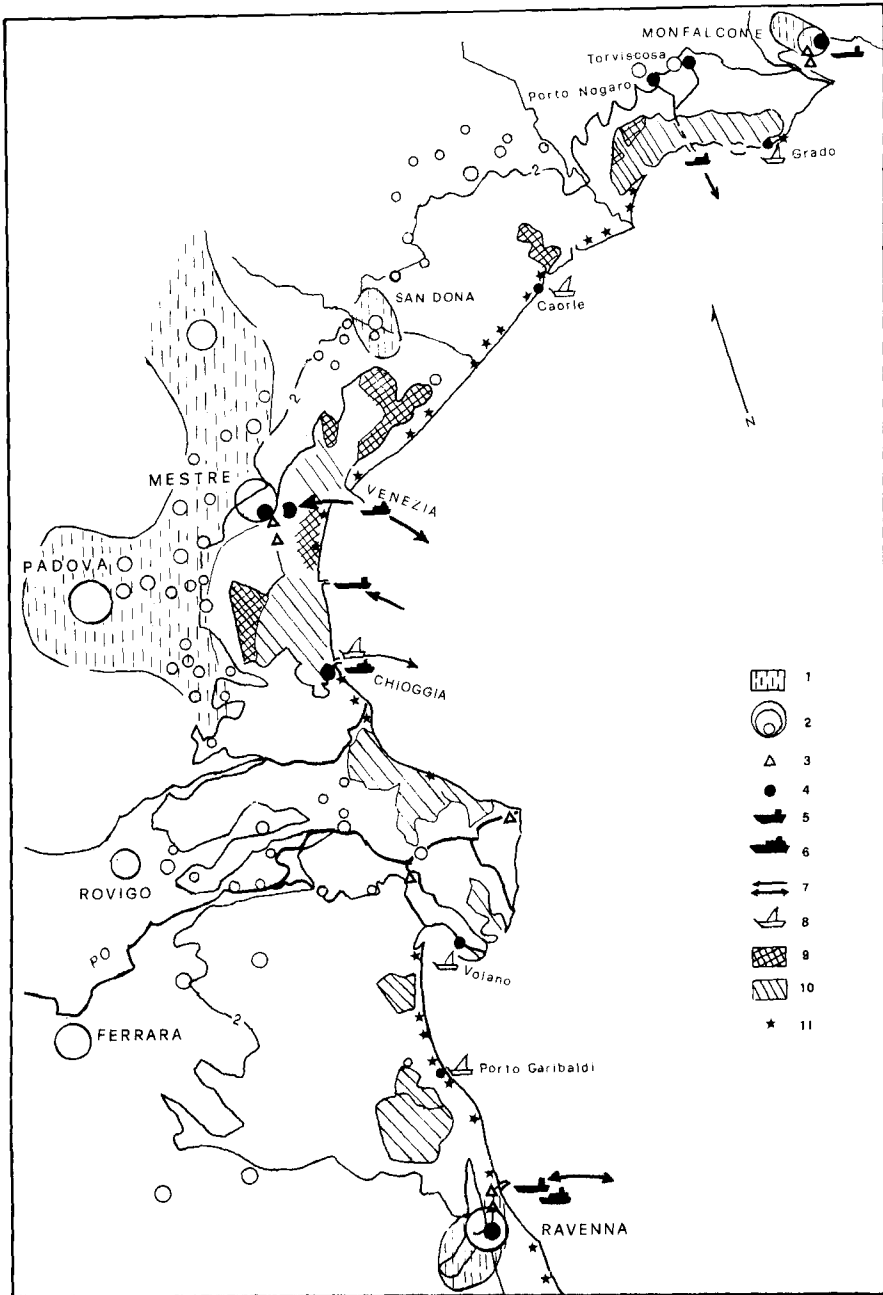 MONFALCONE
Torviscosa
Porto Nogaro
Grado
2
SAN DONA
Caorle
N
2
MESTRE
VENEZIA
PADOVA
CHIOGGIA
1
2
3
4
5
6
7
8
9
10
11
ROVIGO
PO
Volano
2
FERRARA
Porto Garibaldi
RAVENNA